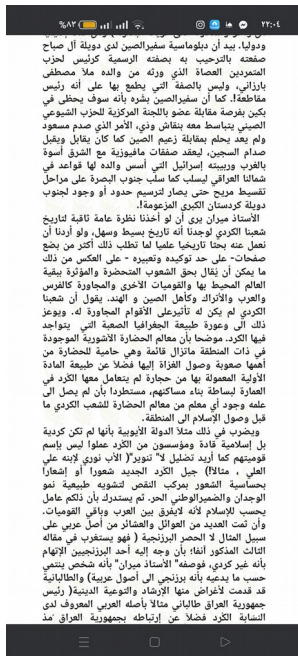 ٢٢:٠٤
%٨٣
ودوليا. بيد أن دبلوماسية سفيرالصين لدى دويلة آل صباح
صفعته بالترحيب به بصفته الرسمية كرئيس لحزب
المتمردين العصاة الذي ورثه من والده ملا مصطفى
بارزاني، وليس بالصفة التي يطمع بها على أنه رئيس
مقاطعة!. كما أن سفيرالصين بشره بأنه سوف يحظى في
بكين بفرصة مقابلة عضو باللجنة المركزية للحزب الشيوعي
الصيني يتباسط معه بنقاش وذي، الأمر الذي صدم مسعود
ولم يعد يحلم بمقابلة زعيم الصين كما كان يقابل ويقبل
صدام السجين، ليعقد صفقات مافيوزية مع الشرق أسوة
بالغرب وربيبته إسرائيل التي أسس والده لها قواعد في
شمالنا العراقي ليسلب كما سلب جنوب البصرة على مراحل
تقسيط مريح حتى يصار لترسيم حدود أو وجود لجنوب
دويلة كردستان الكبرى المزعومة!.
الأستاذ ميران يرى أن لو أخذنا نظرة عامة ثاقبة لتاريخ
شعبنا الكردي لوجدنا أنه تاريخ بسيط وسهل، ولو أردنا أن
نعمل عنه بحثا تاريخيا علميا لما تطلب ذلك أكثر من بضع
صفحات- على حد توكيده وتعبيره - على العكس من ذلك
ما يمكن أن يقال بحق الشعوب المتحضرة والمؤثرة ببقية
العالم المحيط بها والقوميات الأخرى والمجاورة كالفرس
والعرب والأتراك وكأهل الصين و الهند. يقول أن شعبنا
الكردي لم يكن له تأثيرعلى الأقوام المجاورة له. ويوعز
ذلك الى وعورة طبيعة الجغرافيا الصعبة التي يتواجد
فيها الكرد. موضحا بأن معالم الحضارة الآشورية الموجودة
في ذات المنطقة ماتزال قائمة وهي حامية للحضارة من
أهمها صعوبة وصول الغزاة إليها فضلا عن طبيعة المادة
الأولية المعمولة بها من حجارة لم يتعامل معها الكرد في
العمارة لبساطة بناء مساكنهم، مستطردا بأن لم يصل الى
علمه وجود أي معلم من معالم الحضارة للشعب الكردي ما
قبل وصول الإسلام الى المنطقة.
ويضرب في ذلك مثلا الدولة الأيوبية بأنها لم تكن كردية
بل إسلامية قادة ومؤسسون من الكرد عملوا ليس بإسم
قوميتهم كما أريد تضليل لا" تنوير"( الأب نوري لإبنه علي
العلي ، مثالا!) جيل الكرد الجديد شعورا أو إشعارا
بحساسية الشعور بمركب النقص لتشويه طبيعية نمو
الوجدان والضميرالوطني الحر. ثم يستدرك بأن ذلكم عامل
يحسب للإسلام لأنه لايفرق بين العرب وباقي القوميات.
وأن ثمت العديد من العوائل والعشائر من أصل عربي على
سبيل المثال لا الحصر البرزنجية ( فهو يستغرب في مقاله
الثالث المذكور آنفا؛ بأن وجه إليه أحد البرزنجيين الإتهام
بأنه غير كردي، فوصفه" الأستاذ ميران" بأنه شخص ينتمي
حسب ما يدعيه بأنه برزنجي الى أصول عربية) والطالبانية
قد قدمت لأغراض منها الإرشاد والتوعية الدينية( رئيس
جمهورية العراق طالباني مثالا بأصله العربي المعروف لدى
النسابة الكرد فضلا عن إرتباطه بجمهورية العراق مذ